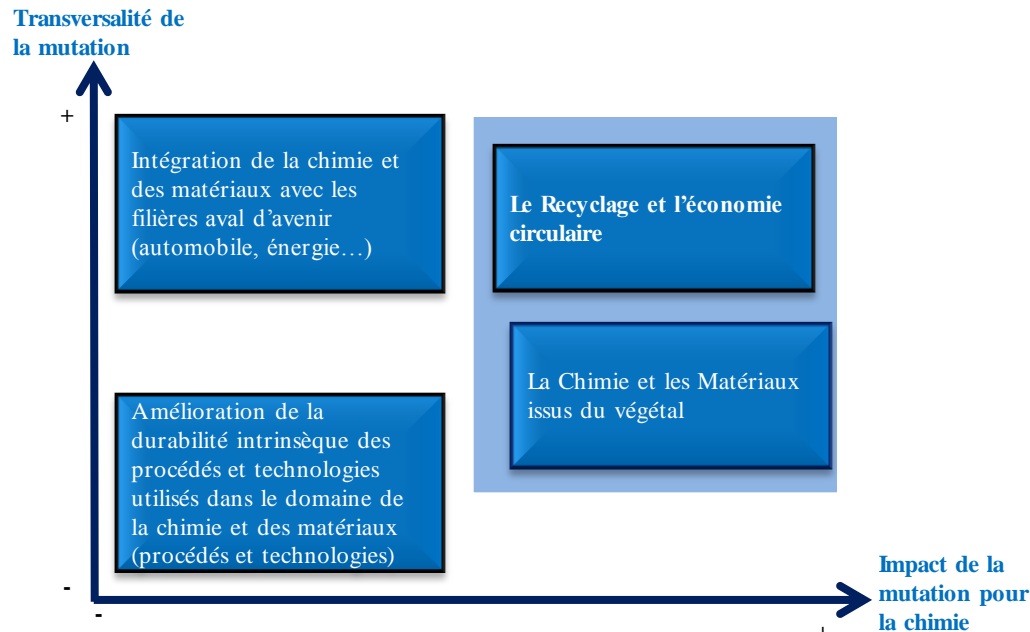 Transversalité de
la mutation
+
Intégration de la chimie et
des matériaux avec les
filières aval d’avenir
(automobile, énergie…)
Le Recyclage et l’économie
circulaire
La Chimie et les Matériaux
issus du végétal
Amélioration de la
durabilité intrinsèque des
procédés et technologies
utilisés dans le domaine de
la chimie et des matériaux
(procédés et technologies)
-
-
+
Impact de la
mutation pour
la chimie